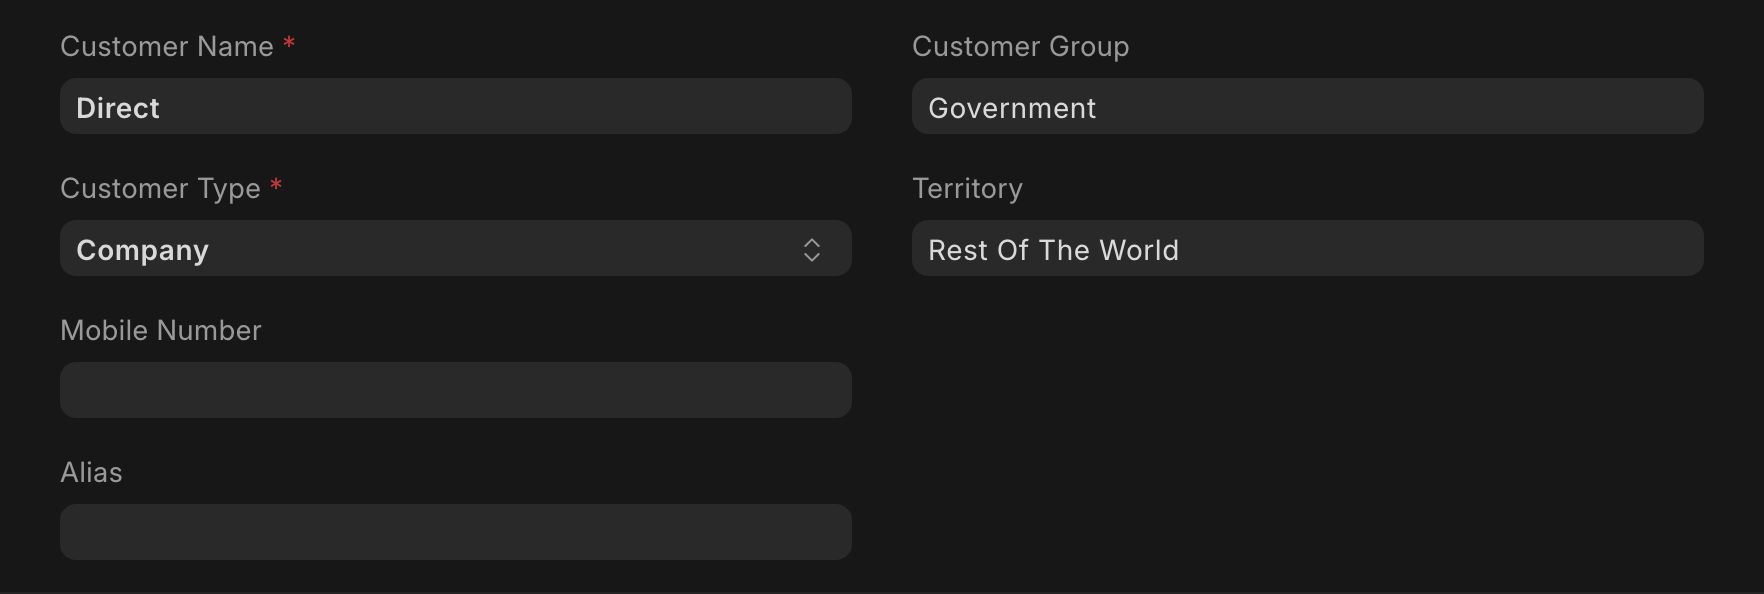 Customer Name *
Direct
Customer Type *
Company
Mobile Number
Alias
Customer Group
Government
Territory
Rest Of The World